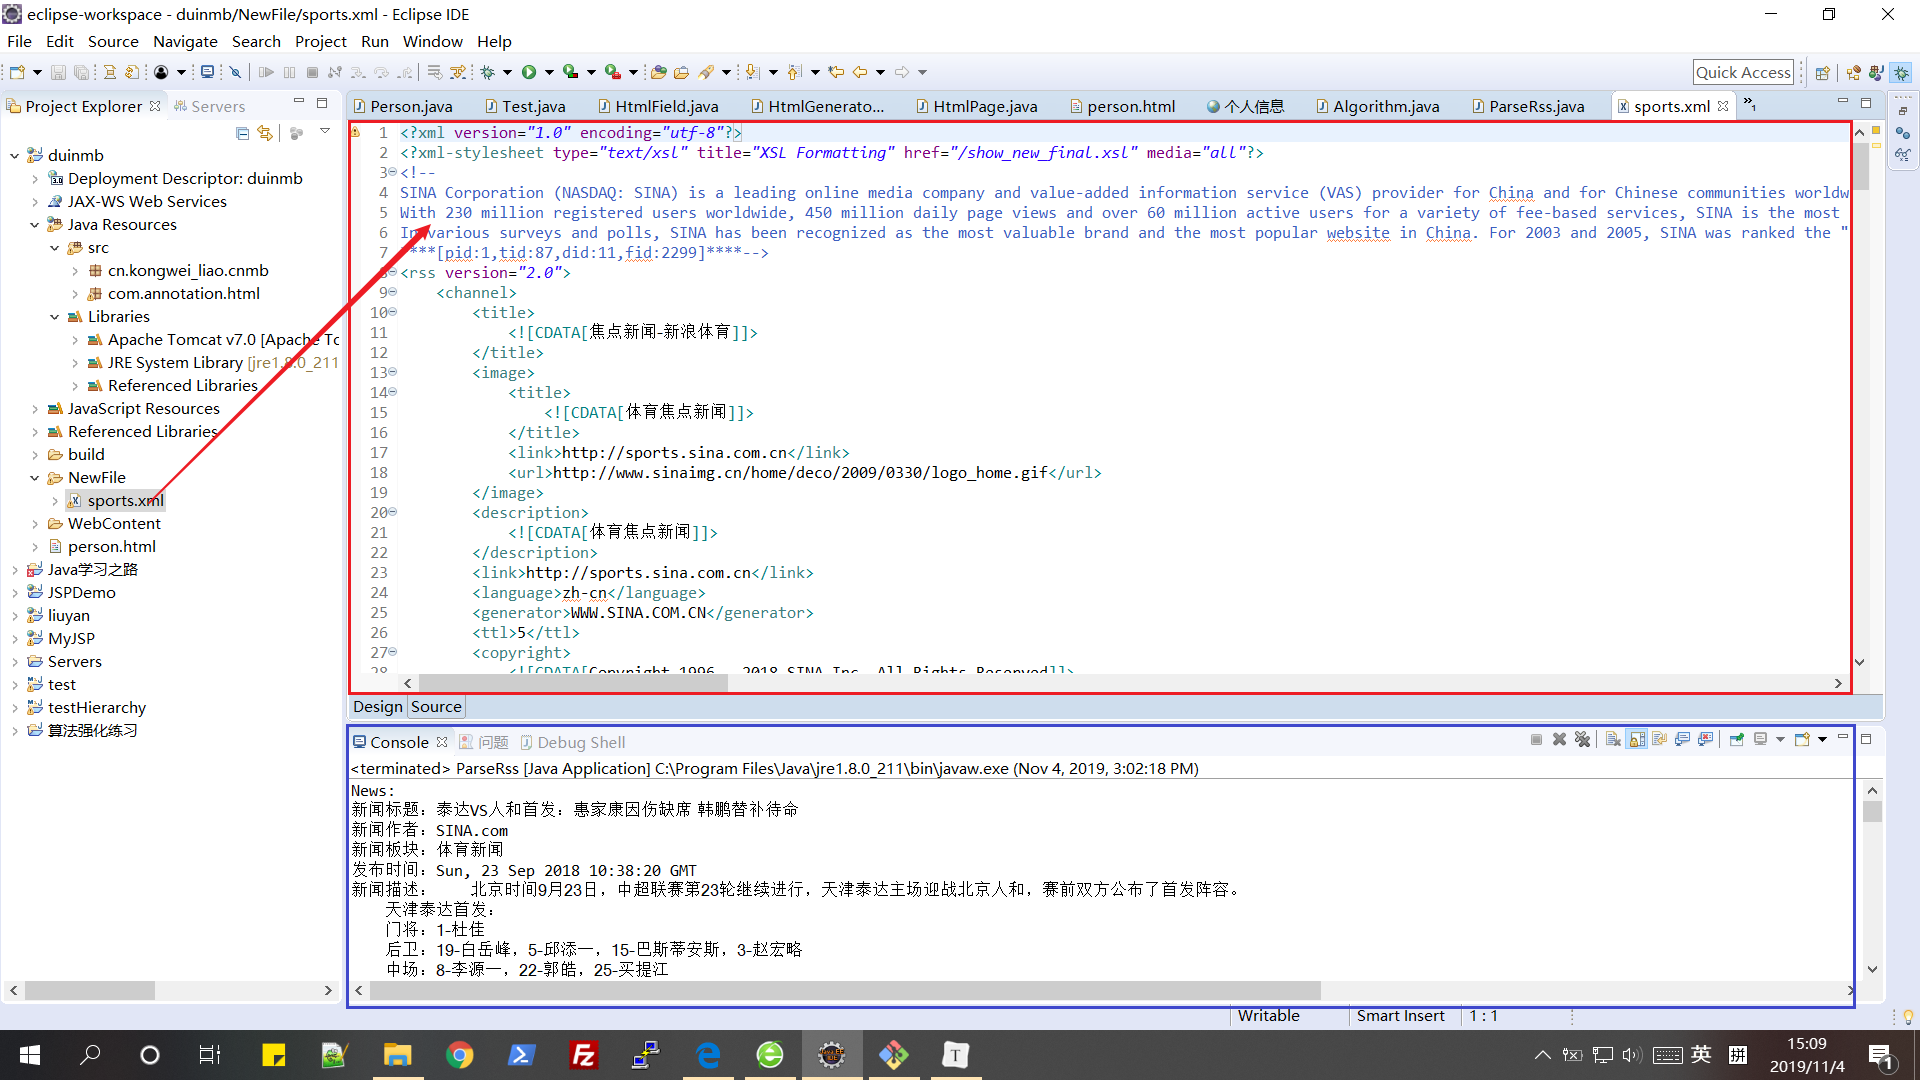 eclipse-workspace - duinmb/NewFile/sports.xml - Eclipse IDE
File Edit Source Navigate Search Project Run Window Help
Quick Access
Project Explorer Servers
duinmb
Deployment Descriptor: duinmb
JAX-WS Web Services
Java Resources
src
cn.kongwei_liao.cnmb
com.annotation.html
Libraries
Apache Tomcat v7.0 [Apache To
JRE System Library [jre1.8.0_211
Referenced Libraries
JavaScript Resources
Referenced Libraries
build
NewFile
sports.xml
WebContent
person.html
Java学习之路
JSPDemo
liuyan
MyJSP
Servers
test
testHierarchy
算法强化练习
Person.java Test.java HtmlField.java HtmlGenerato... HtmlPage.java person.html 个人信息 Algorithm.java ParseRss.java sports.xml »1
1 <?xml version="1.0" encoding="utf-8"?>
2 <?xml-stylesheet type="text/xsl" title="XSL Formatting" href="/show_new_final.xsl" media="all"?>
3 <!--
4 SINA Corporation (NASDAQ: SINA) is a leading online media company and value-added information service (VAS) provider for China and for Chinese communities worldw
5 With 230 million registered users worldwide, 450 million daily page views and over 60 million active users for a variety of fee-based services, SINA is the most
6 In various surveys and polls, SINA has been recognized as the most valuable brand and the most popular website in China. For 2003 and 2005, SINA was ranked the "
7 ****[pid:1,tid:87,did:11,fid:2299]****-->
8 <rss version="2.0">
9 <channel>
10 <title>
11 <![CDATA[焦点新闻-新浪体育]]>
12 </title>
13 <image>
14 <title>
15 <![CDATA[体育焦点新闻]]>
16 </title>
17 <link>http://sports.sina.com.cn</link>
18 <url>http://www.sinaimg.cn/home/deco/2009/0330/logo_home.gif</url>
19 </image>
20 <description>
21 <![CDATA[体育焦点新闻]]>
22 </description>
23 <link>http://sports.sina.com.cn</link>
24 <language>zh-cn</language>
25 <generator>WWW.SINA.COM.CN</generator>
26 <ttl>5</ttl>
27 <copyright>
28 <![CDATA[Copyright 1996 - 2018 SINA Inc. All Rights Reserved]]>
Design Source
Console 问题 Debug Shell
<terminated> ParseRss [Java Application] C:\Program Files\Java\jre1.8.0_211\bin\javaw.exe (Nov 4, 2019, 3:02:18 PM)
News:
新闻标题：泰达VS人和首发：惠家康因伤缺席 韩鹏替补待命
新闻作者：SINA.com
新闻板块：体育新闻
发布时间：Sun, 23 Sep 2018 10:38:20 GMT
新闻描述： 北京时间9月23日，中超联赛第23轮继续进行，天津泰达主场迎战北京人和，赛前双方公布了首发阵容。
天津泰达首发：
门将：1-杜佳
后卫：19-白岳峰，5-邱添一，15-巴斯蒂安斯，3-赵宏略
中场：8-李源一，22-郭皓，25-买提江
Writable Smart Insert 1 : 1
英 拼
15:09
2019/11/4
1